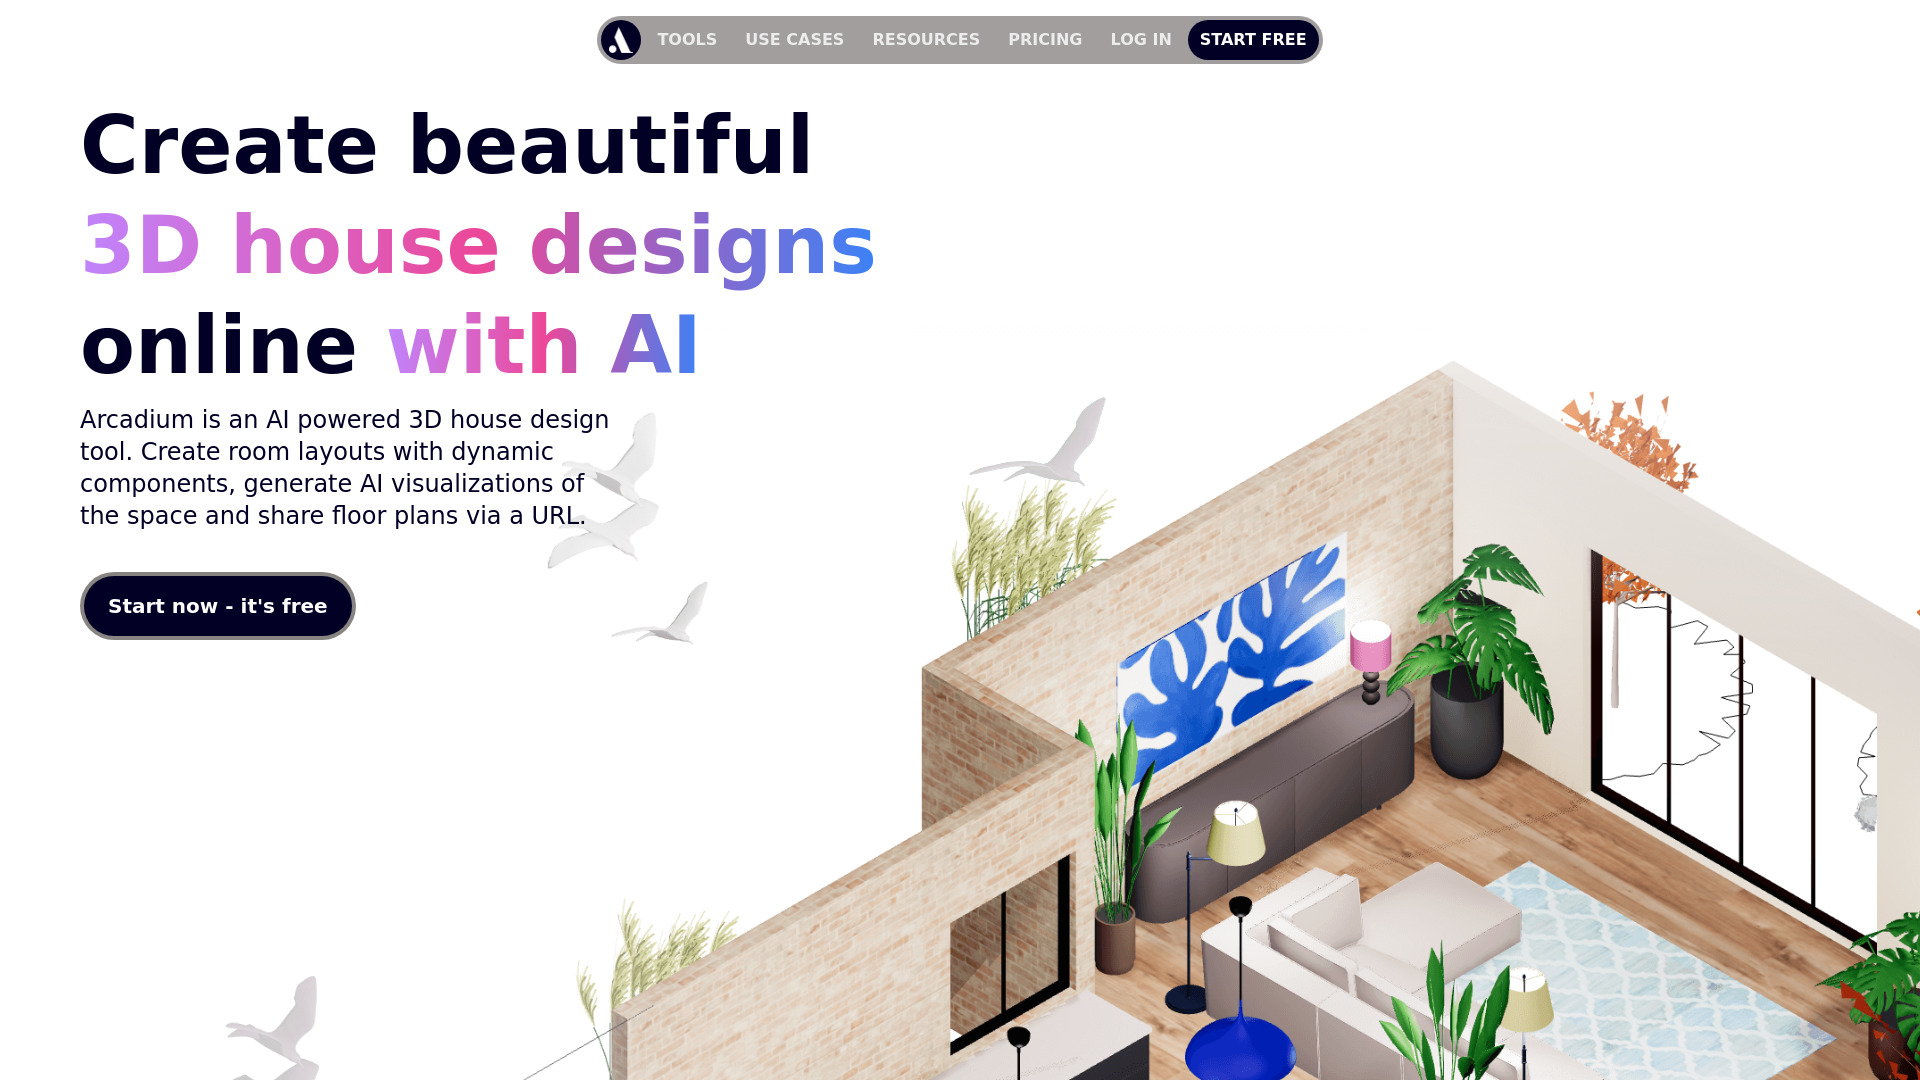 TOOLS USE CASES RESOURCES PRICING LOG IN START FREE
Create beautiful
3D house designs
online with AI
Arcadium is an AI powered 3D house design
tool. Create room layouts with dynamic
components, generate AI visualizations of
the space and share floor plans via a URL.
Start now - it's free